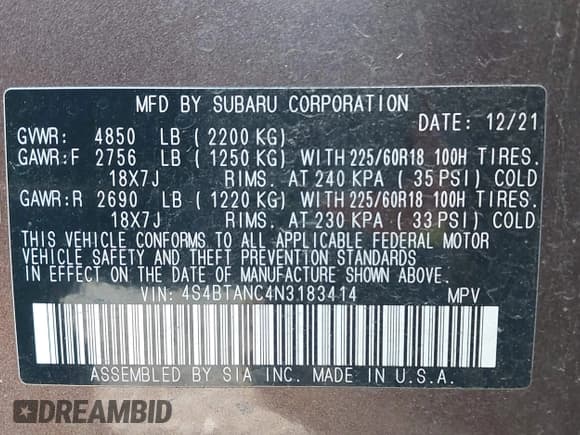 MFD BY SUBARU CORPORATION
DATE: 12/21
GVWR: 4850 LB ( 2200 KG)
GAWR:F 2756 LB ( 1250 KG) WITH 225/60R18 100H TIRES.
18X7J RIMS. AT 240 KPA ( 35 PSI) COLD
GAWR:R 2690 LB ( 1220 KG) WITH 225/60R18 100H TIRES.
18X7J RIMS. AT 230 KPA ( 33 PSI) COLD
THIS VEHICLE CONFORMS TO ALL APPLICABLE FEDERAL MOTOR
VEHICLE SAFETY AND THEFT PREVENTION STANDARDS
IN EFFECT ON THE DATE OF MANUFACTURE SHOWN ABOVE.
VIN: 4S4BTANC4N3183414 MPV
ASSEMBLED BY SIA INC. MADE IN U.S.A.
DREAMBID